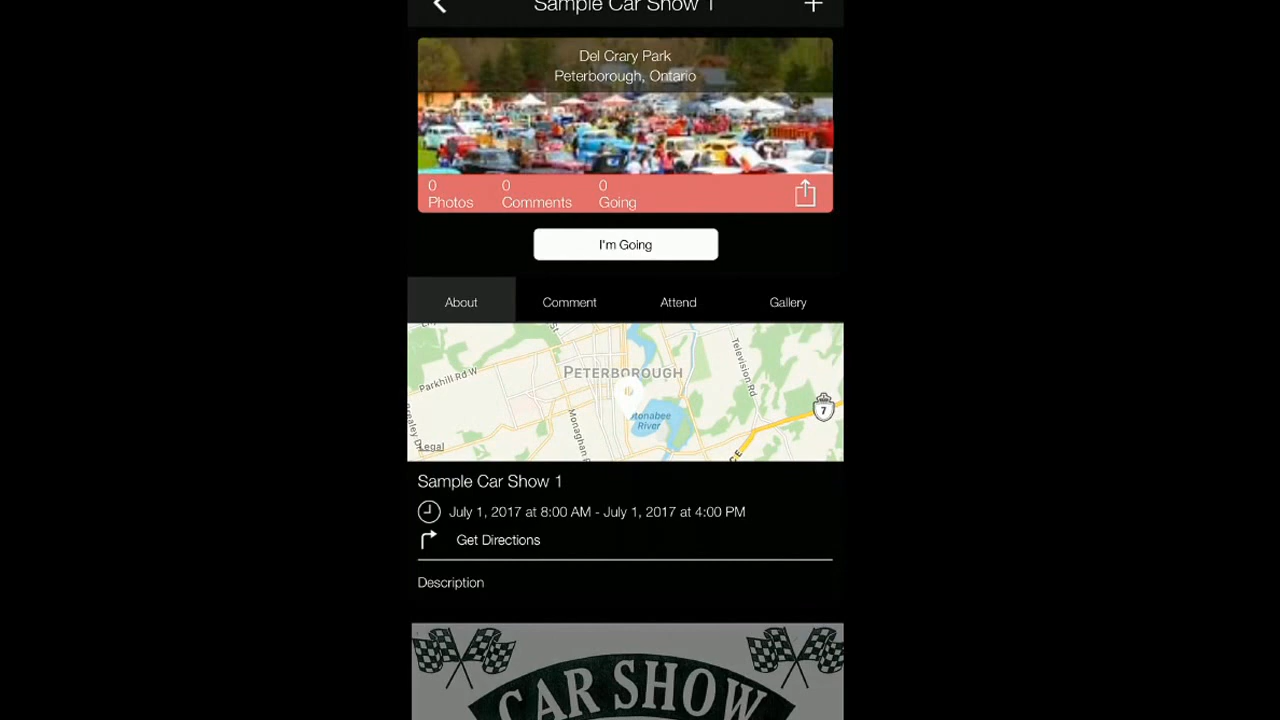 Sample Car Show 1
Del Crary Park
Peterborough, Ontario
0 Photos
0 Comments
0 Going
I'm Going
About
Comment
Attend
Gallery
Parkhill Rd W
PETERBOROUGH
Television Rd
Monaghan
River
7
Legal
Sample Car Show 1
July 1, 2017 at 8:00 AM - July 1, 2017 at 4:00 PM
Get Directions
Description
CAR SHOW